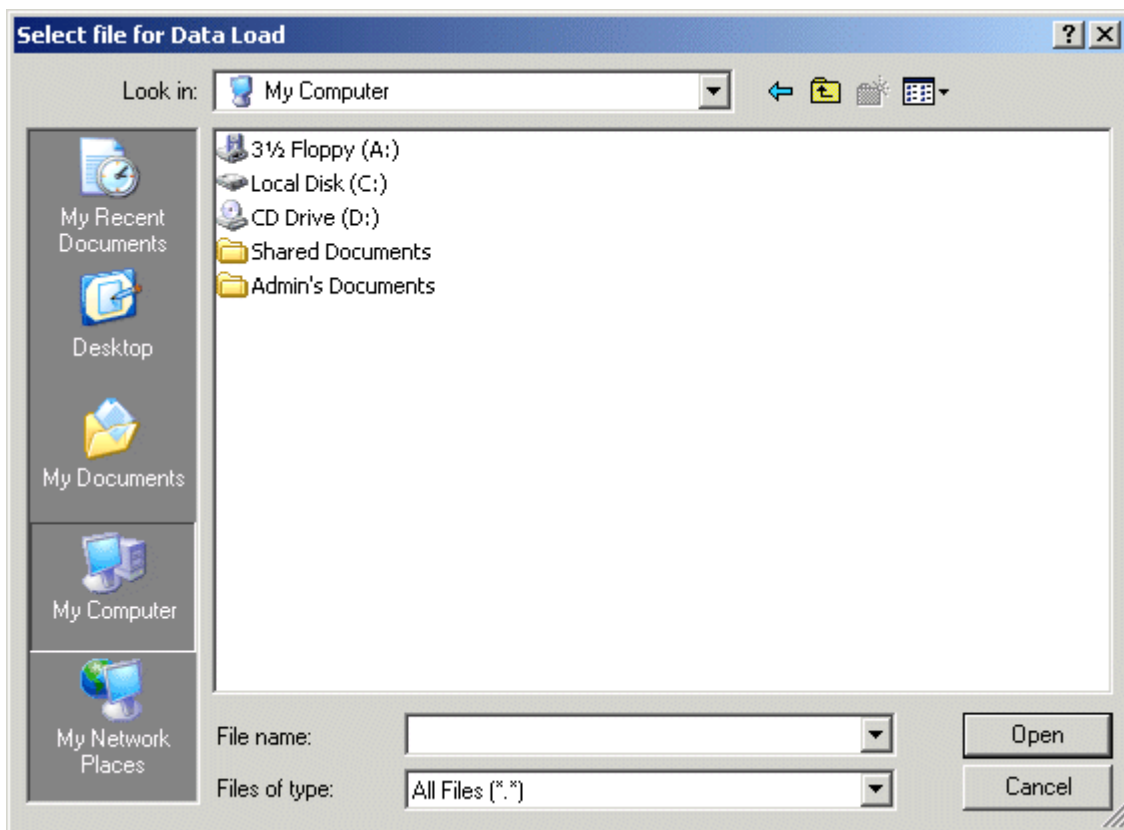 Select file for Data Load
Look in: My Computer
3½ Floppy (A:)
Local Disk (C:)
CD Drive (D:)
Shared Documents
Admin's Documents
My Recent
Documents
Desktop
My Documents
My Computer
My Network
Places
File name:
Open
Files of type: All Files (*.*)
Cancel